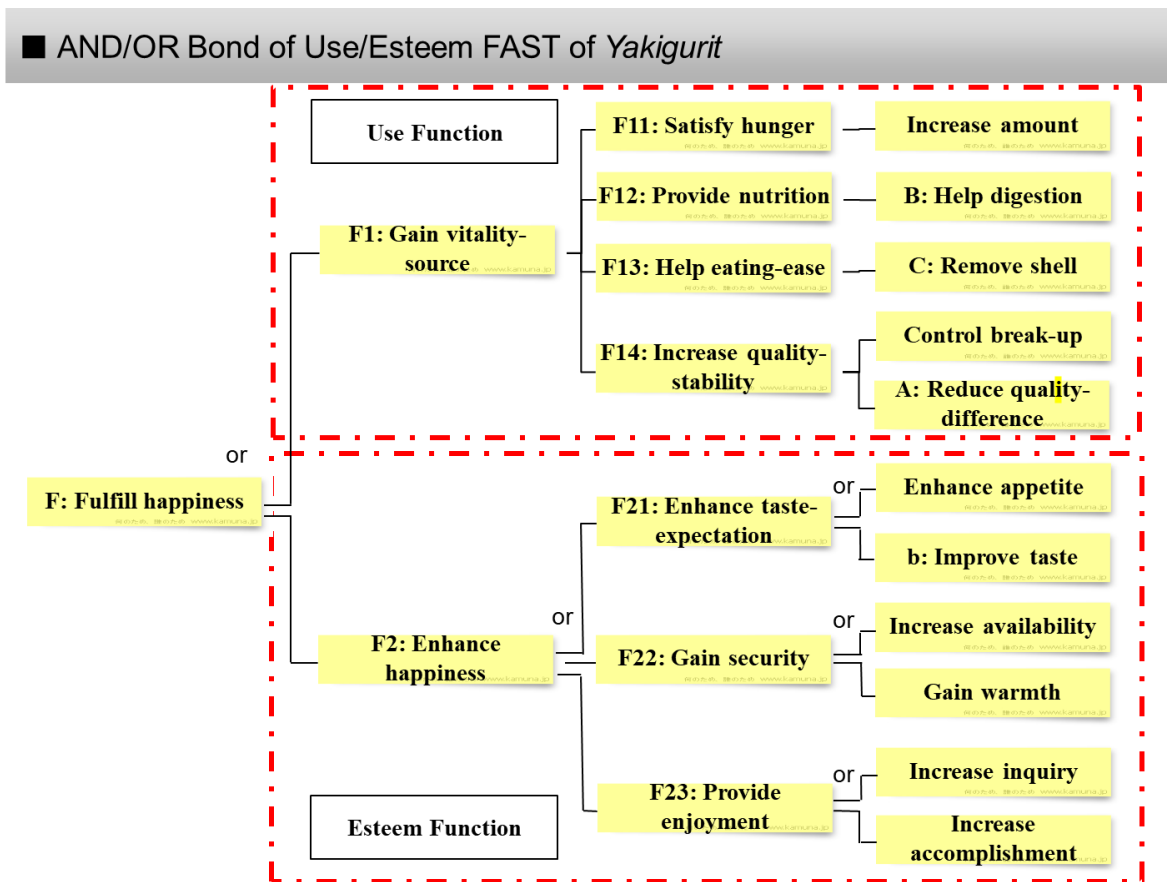 ■ AND/OR Bond of Use/Esteem FAST of Yakigurit
Use Function
F11: Satisfy hunger
Increase amount
F12: Provide nutrition
B: Help digestion
F1: Gain vitality-
source
F13: Help eating-ease
C: Remove shell
F14: Increase quality-
stability
Control break-up
A: Reduce quality-
difference
or
F: Fulfill happiness
F21: Enhance taste-
expectation
or
Enhance appetite
b: Improve taste
or
F2: Enhance
happiness
F22: Gain security
or
Increase availability
Gain warmth
F23: Provide
enjoyment
or
Increase inquiry
Increase
accomplishment
Esteem Function
www.kamuna.jp